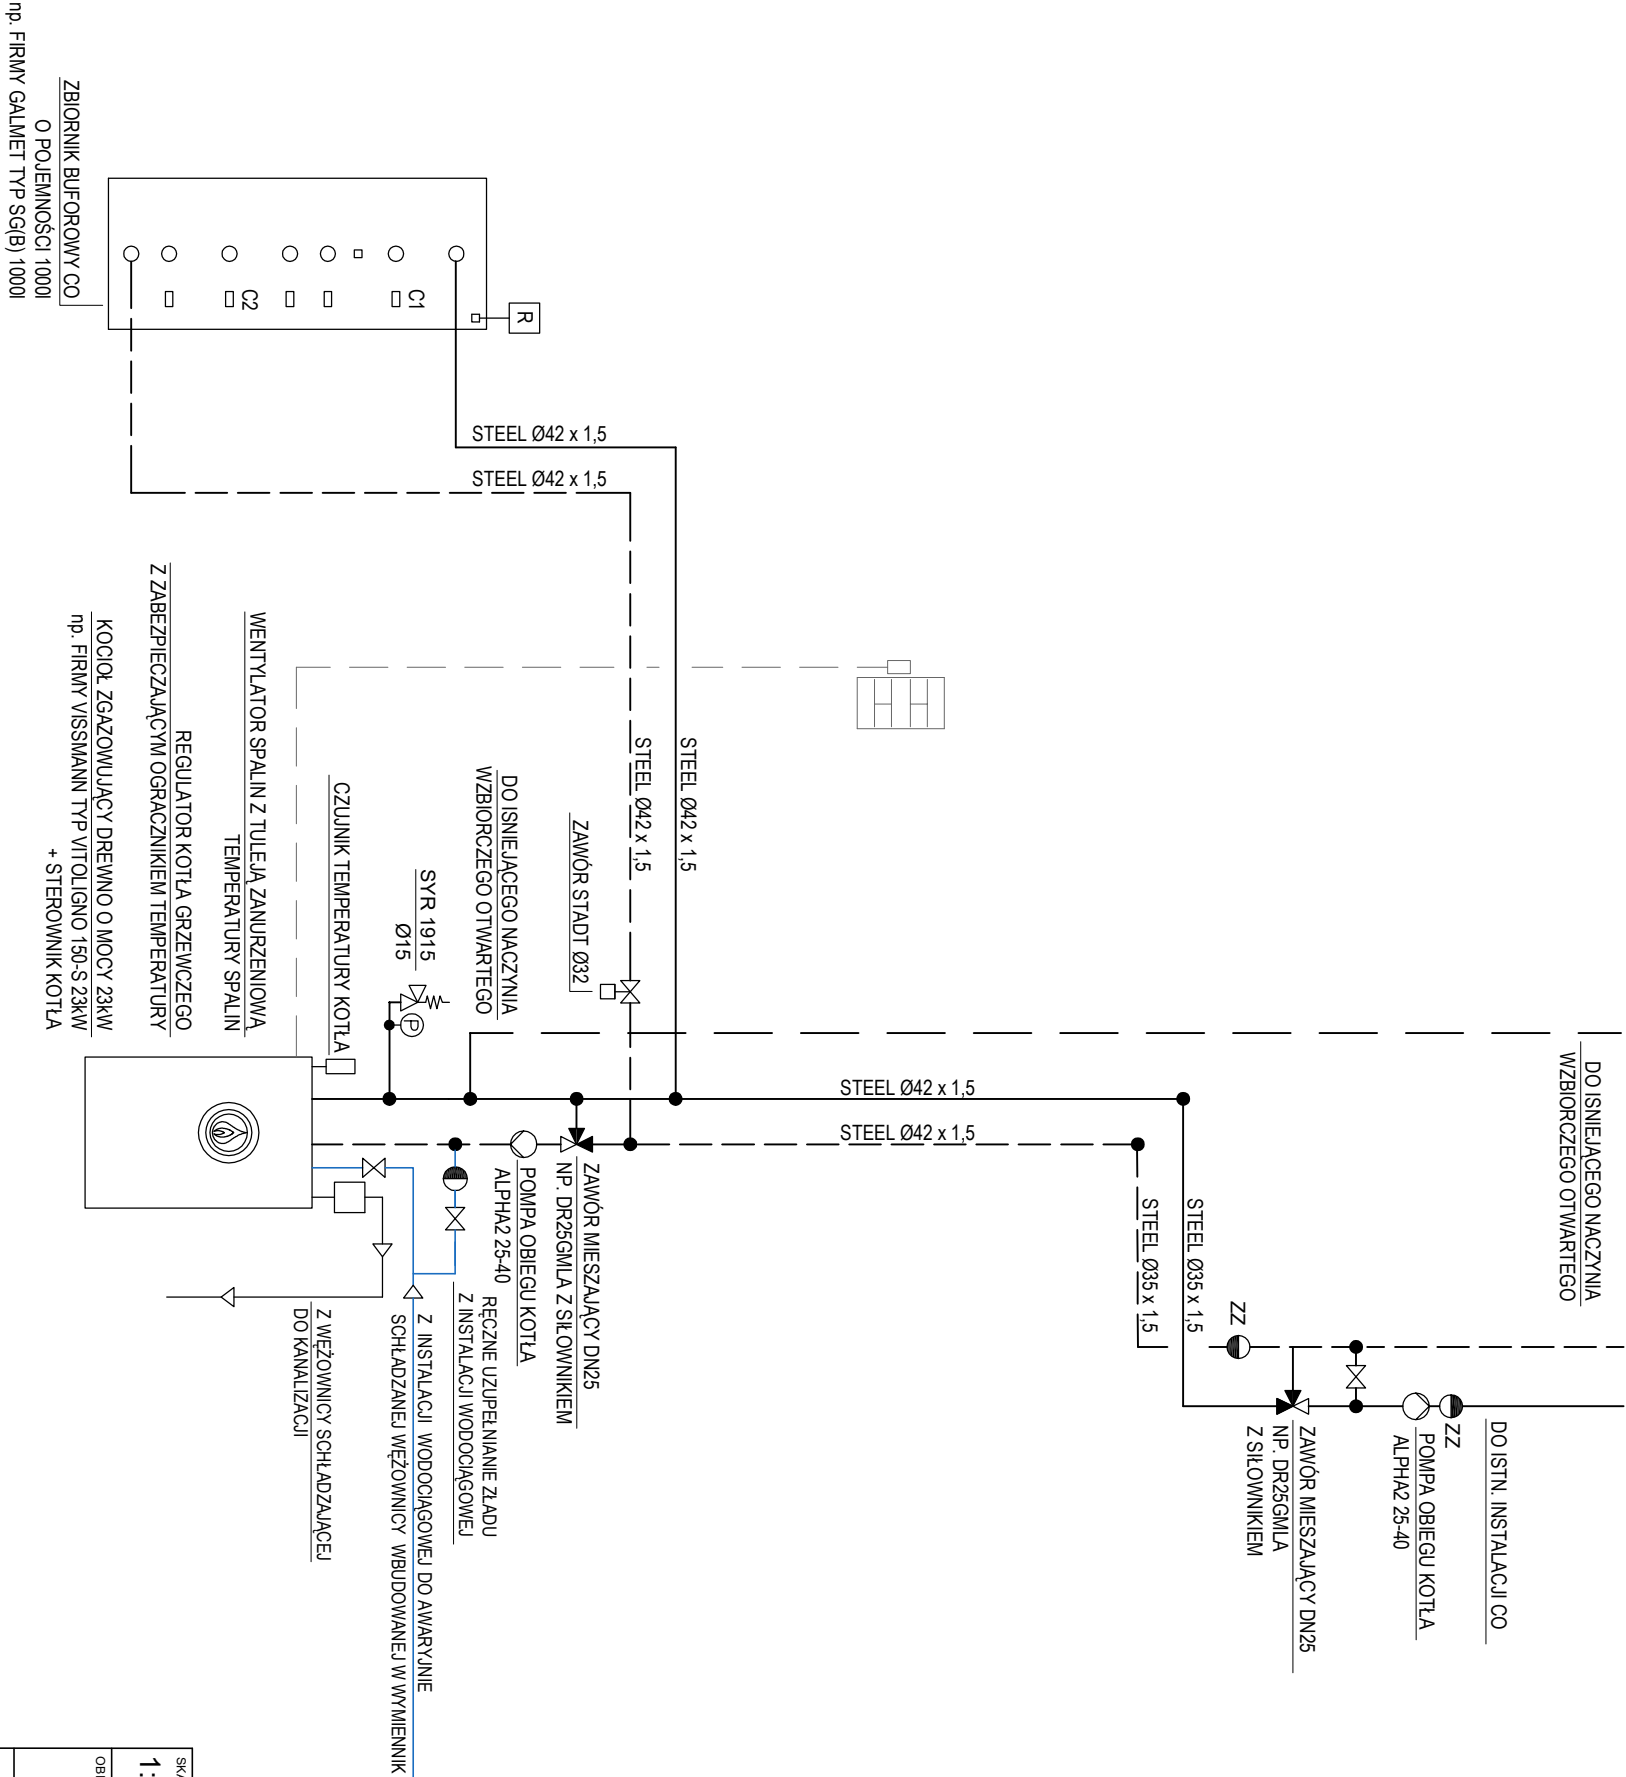 ZBIORNIK BUFOROWY CO
O POJEMNOŚCI 1000l
np. FIRMY GALMET TYP SG(B) 1000l
C1
C2
R
STEEL Ø42 x 1,5
STEEL Ø42 x 1,5
STEEL Ø42 x 1,5
STEEL Ø42 x 1,5
KOCIOŁ ZGAZOWUJĄCY DREWNO O MOCY 23kW
np. FIRMY VISSMANN TYP VITOLIGNO 150-S 23kW
+ STEROWNIK KOTŁA
REGULATOR KOTŁA GRZEWCZEGO
Z ZABEZPIECZAJĄCYM OGRACZNIKIEM TEMPERATURY
WENTYLATOR SPALIN Z TULEJĄ ZANURZENIOWĄ
TEMPERATURY SPALIN
CZUJNIK TEMPERATURY KOTŁA
SYR 1915
Ø15
P
DO ISNIEJĄCEGO NACZYNIA
WZBIORCZEGO OTWARTEGO
ZAWÓR STADT Ø32
STEEL Ø42 x 1,5
STEEL Ø42 x 1,5
DO ISNIEJĄCEGO NACZYNIA
WZBIORCZEGO OTWARTEGO
STEEL Ø35 x 1,5
STEEL Ø35 x 1,5
ZZ
ZZ
DO ISTN. INSTALACJI CO
POMPA OBIEGU KOTŁA
ALPHA2 25-40
ZAWÓR MIESZAJĄCY DN25
NP. DR25GMLA
Z SIŁOWNIKIEM
ZAWÓR MIESZAJĄCY DN25
NP. DR25GMLA Z SIŁOWNIKIEM
POMPA OBIEGU KOTŁA
ALPHA2 25-40
RĘCZNE UZUPEŁNIANIE ZŁADU
Z INSTALACJI WODOCIĄGOWEJ
Z INSTALACJI WODOCIĄGOWEJ DO AWARYJNIE
SCHŁADZANEJ WĘŻOWNICY WBUDOWANEJ W WYMIENNIK
Z WĘŻOWNICY SCHŁADZAJĄCEJ
DO KANALIZACJI
1: